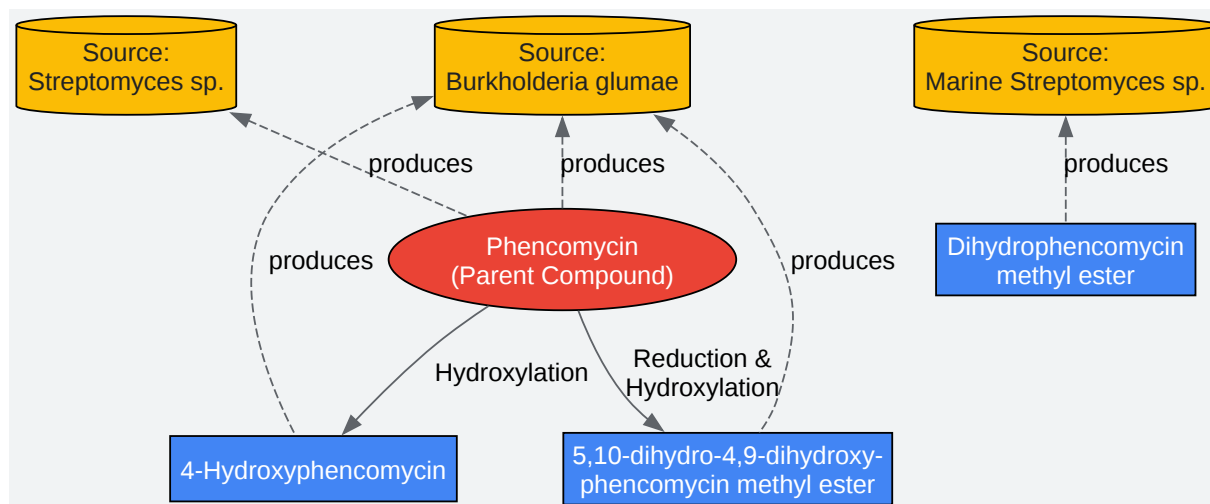 Source:
Streptomyces sp.
Source:
Burkholderia glumae
Source:
Marine Streptomyces sp.
produces
produces
produces
Phencomycin
(Parent Compound)
Dihydrophencomycin
methyl ester
produces
produces
Hydroxylation
Reduction &
Hydroxylation
4-Hydroxyphencomycin
5,10-dihydro-4,9-dihydroxy-
phencomycin methyl ester